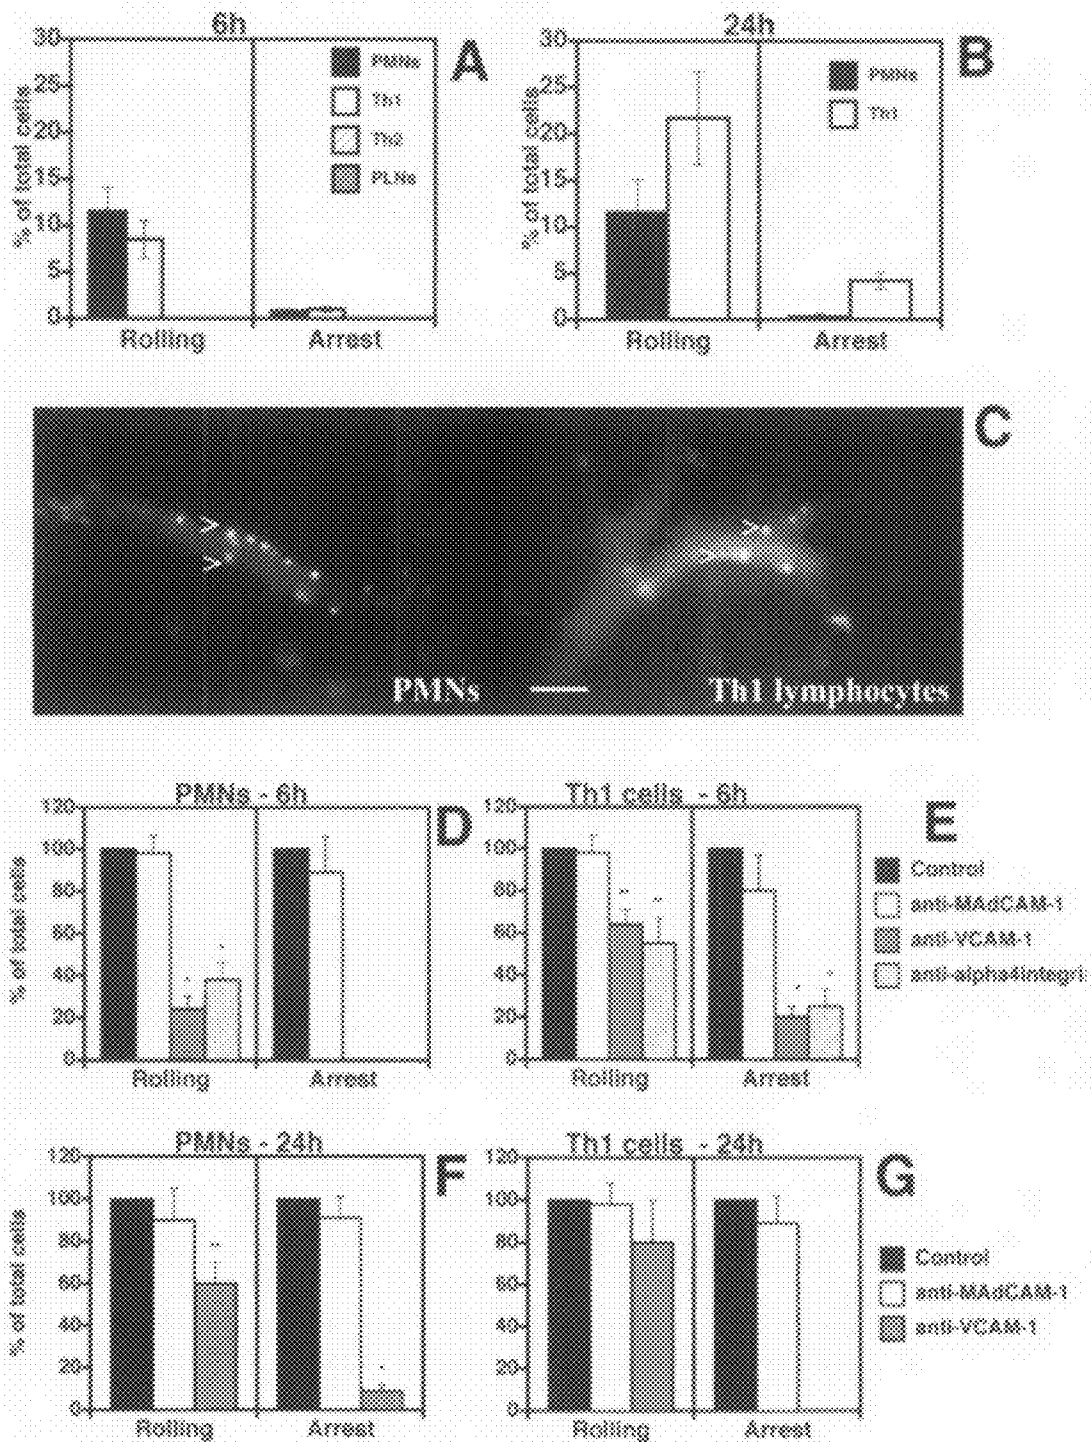 6h
A
% of total cells
30
25
20
15
10
5
0
PMNs
Th1
Th2
PLNs
Rolling
Arrest
24h
B
% of total cells
30
25
20
15
10
5
0
PMNs
Th1
Rolling
Arrest
C
>
>
>
PMNs
Th1 lymphocytes
PMNs - 6h
D
% of total cells
120
100
80
60
40
20
0
Rolling
Arrest
Th1 cells - 6h
E
120
100
80
60
40
20
0
Rolling
Arrest
Control
anti-MAdCAM-1
anti-VCAM-1
anti-alpha4integri
PMNs - 24h
F
% of total cells
120
100
80
60
40
20
0
Rolling
Arrest
Th1 cells - 24h
G
120
100
80
60
40
20
0
Rolling
Arrest
Control
anti-MAdCAM-1
anti-VCAM-1